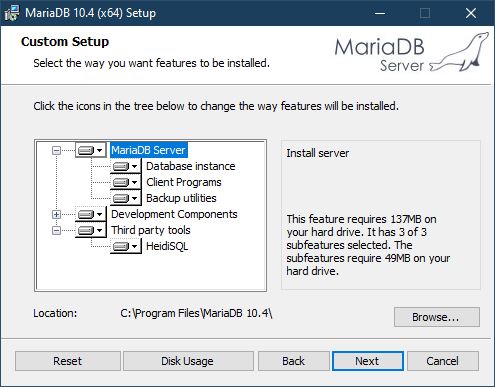 MariaDB 10.4 (x64) Setup
Custom Setup
Select the way you want features to be installed.
MariaDB
Server
Click the icons in the tree below to change the way features will be installed.
MariaDB Server
Database instance
Client Programs
Backup utilities
Development Components
Third party tools
HeidiSQL
Install server
This feature requires 137MB on
your hard drive. It has 3 of 3
subfeatures selected. The
subfeatures require 49MB on your
hard drive.
Location: C:\Program Files\MariaDB 10.4\
Browse...
Reset Disk Usage Back Next Cancel